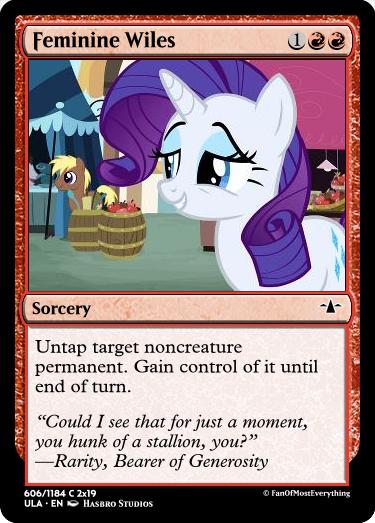 Feminine Wiles 1
Sorcery
Untap target noncreature
permanent. Gain control of it until
end of turn.
“Could I see that for just a moment,
you hunk of a stallion, you?”
—Rarity, Bearer of Generosity
606/1184 C 2x19
ULA • EN Hasbro Studios
© FanOfMostEverything